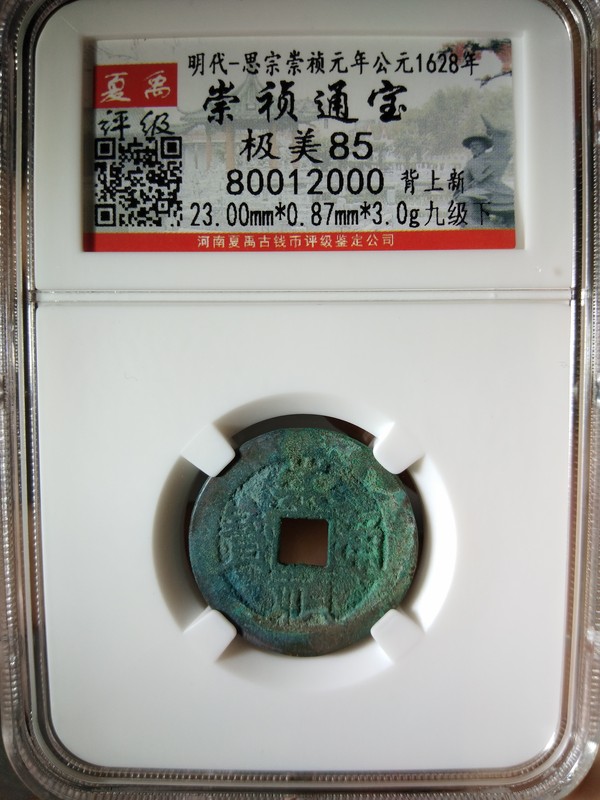 明代-思宗崇祯元年公元1628年
夏禹
评级
崇祯通宝
极美85
80012000 背上新
23.00mm*0.87mm*3.0g九级下
河南夏禹古钱币评级鉴定公司